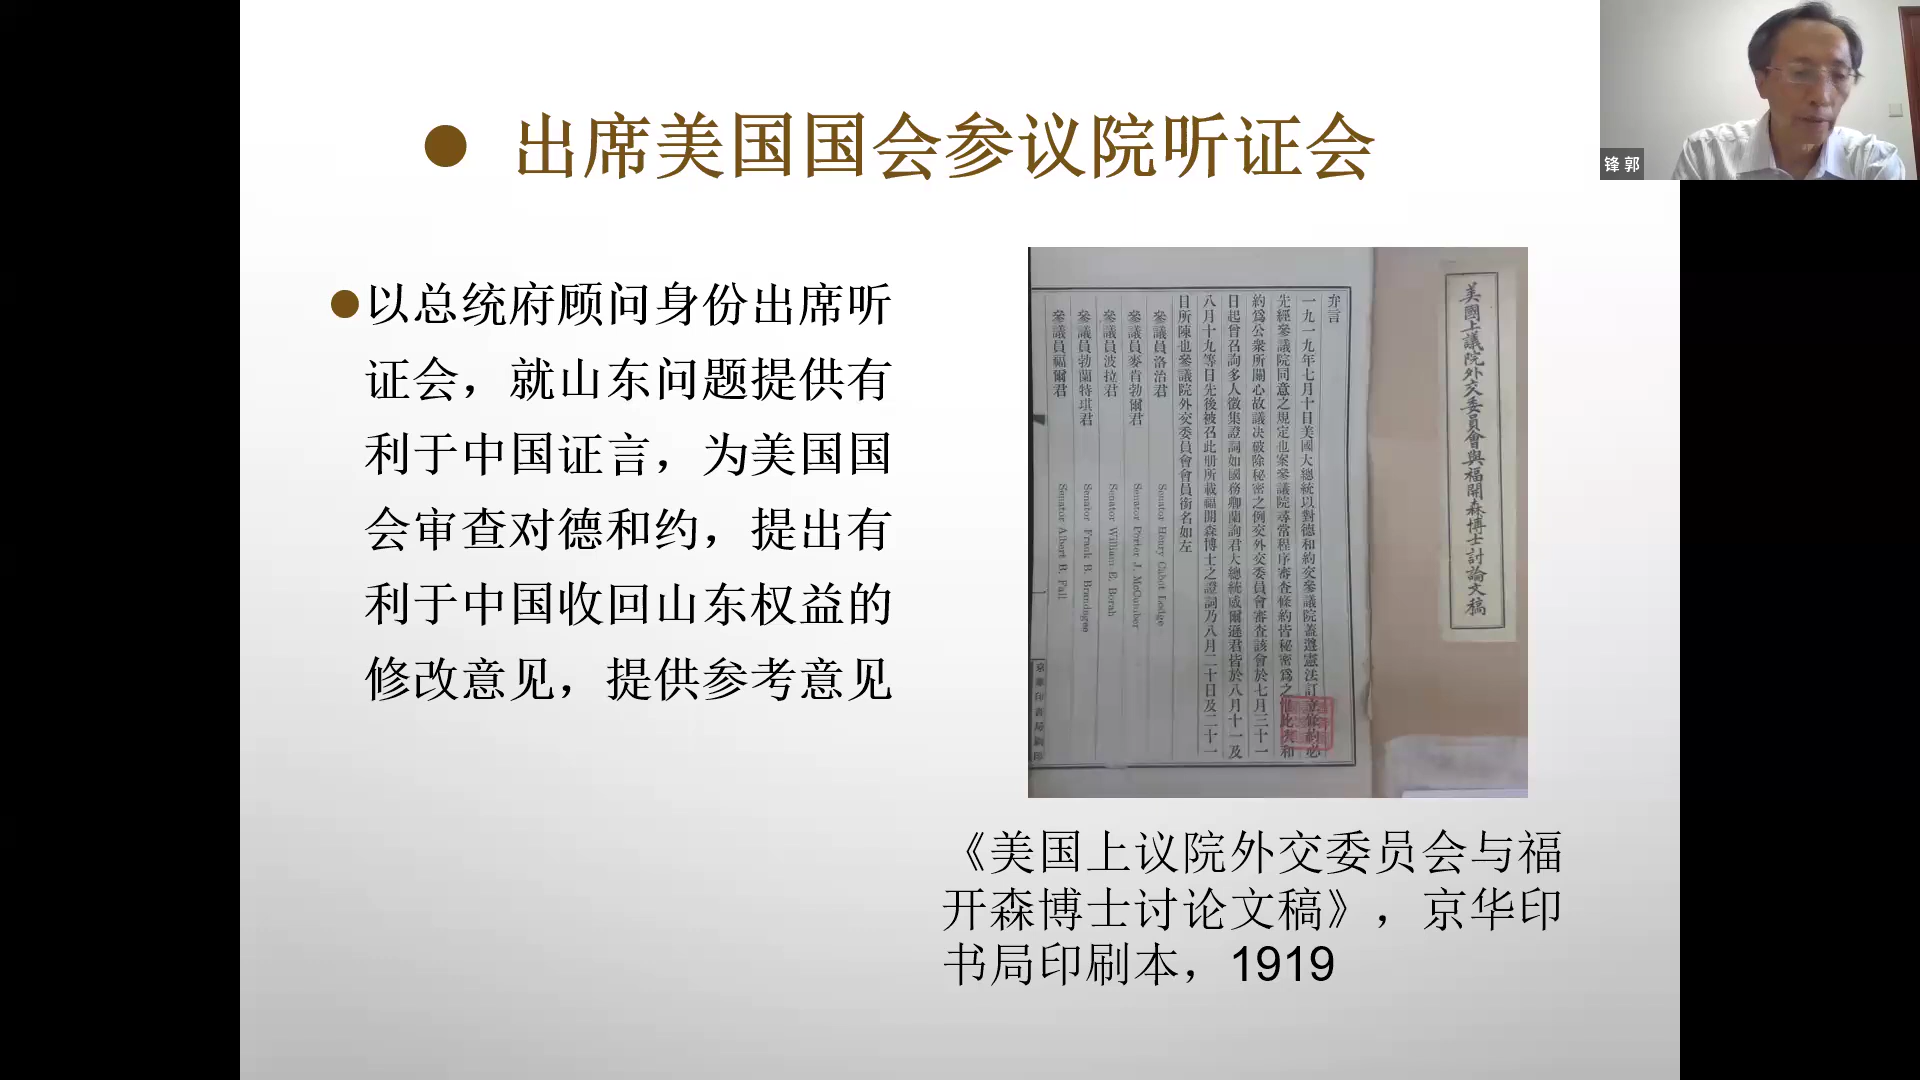 ● 出席美国国会参议院听证会
●以总统府顾问身份出席听
证会，就山东问题提供有
利于中国证言，为美国国
会审查对德和约，提出有
利于中国收回山东权益的
修改意见，提供参考意见
美國上議院外交委員會與福開森博士討論文稿
弁言
一九一九年七月十日美國大總統以對德和約交參議院蓋遵憲法訂立條約必
先經參議院同意之規定也案參議院尋常程序審查條約皆秘密爲之惟此次和
約爲公衆所關心故議决破除秘密之例交外交委員會審查該會於七月三十一
日起曾召詢多人徵集證詞如國務卿蘭詢君大總統威爾遜君皆於八月十一及
八月十九等日先後被召此册所載福開森博士之證詞乃八月二十日及二十一
日所陳也參議院外交委員會會員銜名如左
參議員洛治君 Senator Henry Cabot Lodge
參議員麥肯勃爾君 Senator Porter J. McCumber
參議員波拉君 Senator William E. Borah
參議員勃蘭特琪君 Senator Frank B. Brandegee
參議員福爾君 Senator Albert B. Fall
《美国上议院外交委员会与福
开森博士讨论文稿》，京华印
书局印刷本，1919
锋 郭